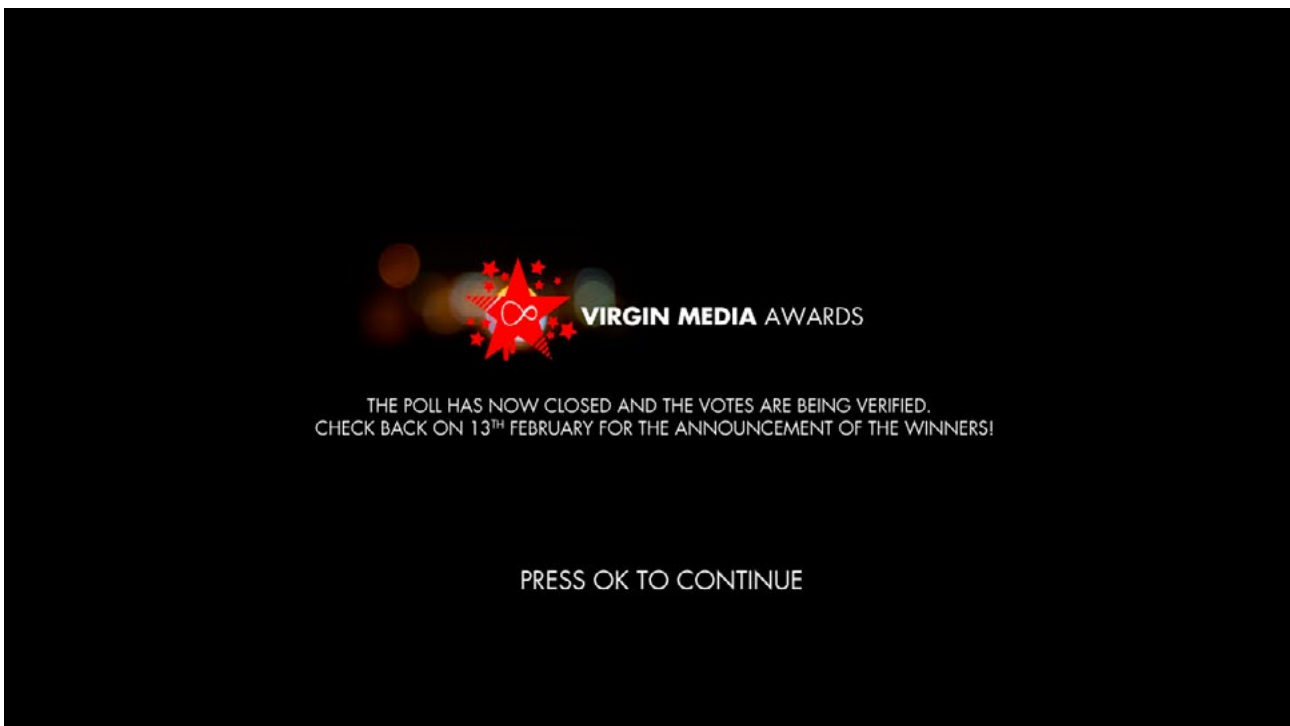 VIRGIN MEDIA AWARDS
THE POLL HAS NOW CLOSED AND THE VOTES ARE BEING VERIFIED.
CHECK BACK ON 13TH FEBRUARY FOR THE ANNOUNCEMENT OF THE WINNERS!
PRESS OK TO CONTINUE